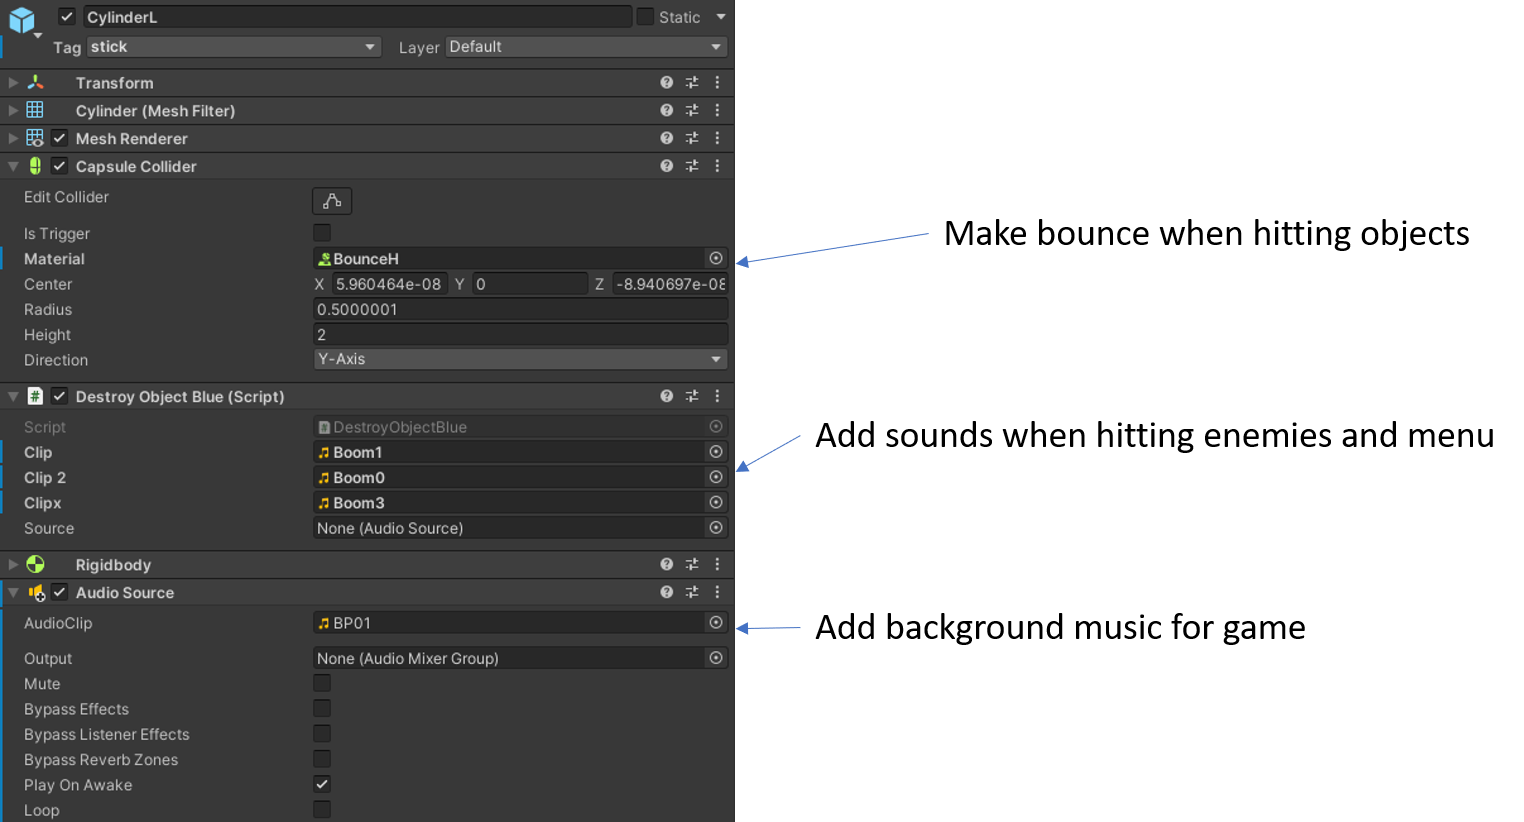 CylinderL Static
Tag stick Layer Default
Transform
Cylinder (Mesh Filter)
Mesh Renderer
Capsule Collider
Edit Collider
Is Trigger
Material BounceH
Center X 5.960464e-08 Y 0 Z -8.940697e-08
Radius 0.5000001
Height 2
Direction Y-Axis
Destroy Object Blue (Script)
Script # DestroyObjectBlue
Clip Boom1
Clip 2 Boom0
Clipx Boom3
Source None (Audio Source)
Rigidbody
Audio Source
AudioClip BP01
Output None (Audio Mixer Group)
Mute
Bypass Effects
Bypass Listener Effects
Bypass Reverb Zones
Play On Awake
Loop
Make bounce when hitting objects
Add sounds when hitting enemies and menu
Add background music for game